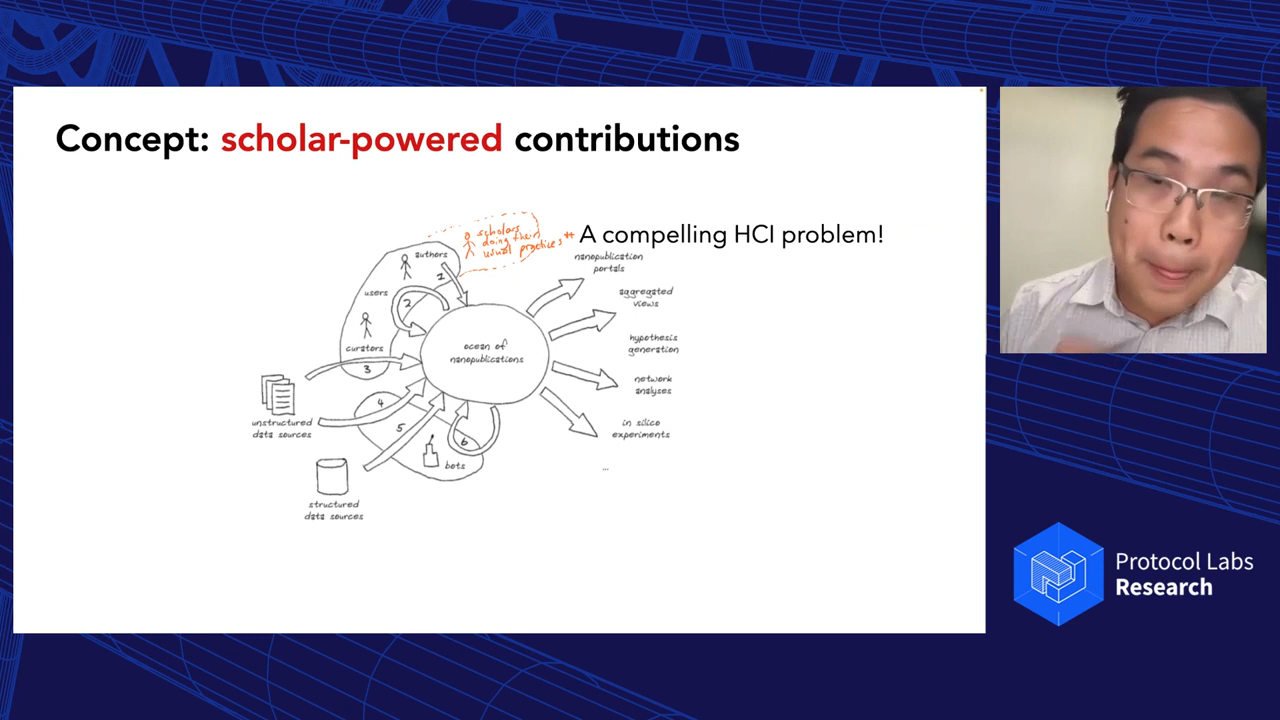 Concept: scholar-powered contributions
scholars
doing their
usual practices *
A compelling HCI problem!
authors
1
users
2
curators
3
ocean of
nanopublications
nanopublication
portals
aggregated
views
hypothesis
generation
network
analyses
in silico
experiments
...
unstructured
data sources
4
5
6
bots
structured
data sources
Protocol Labs
Research